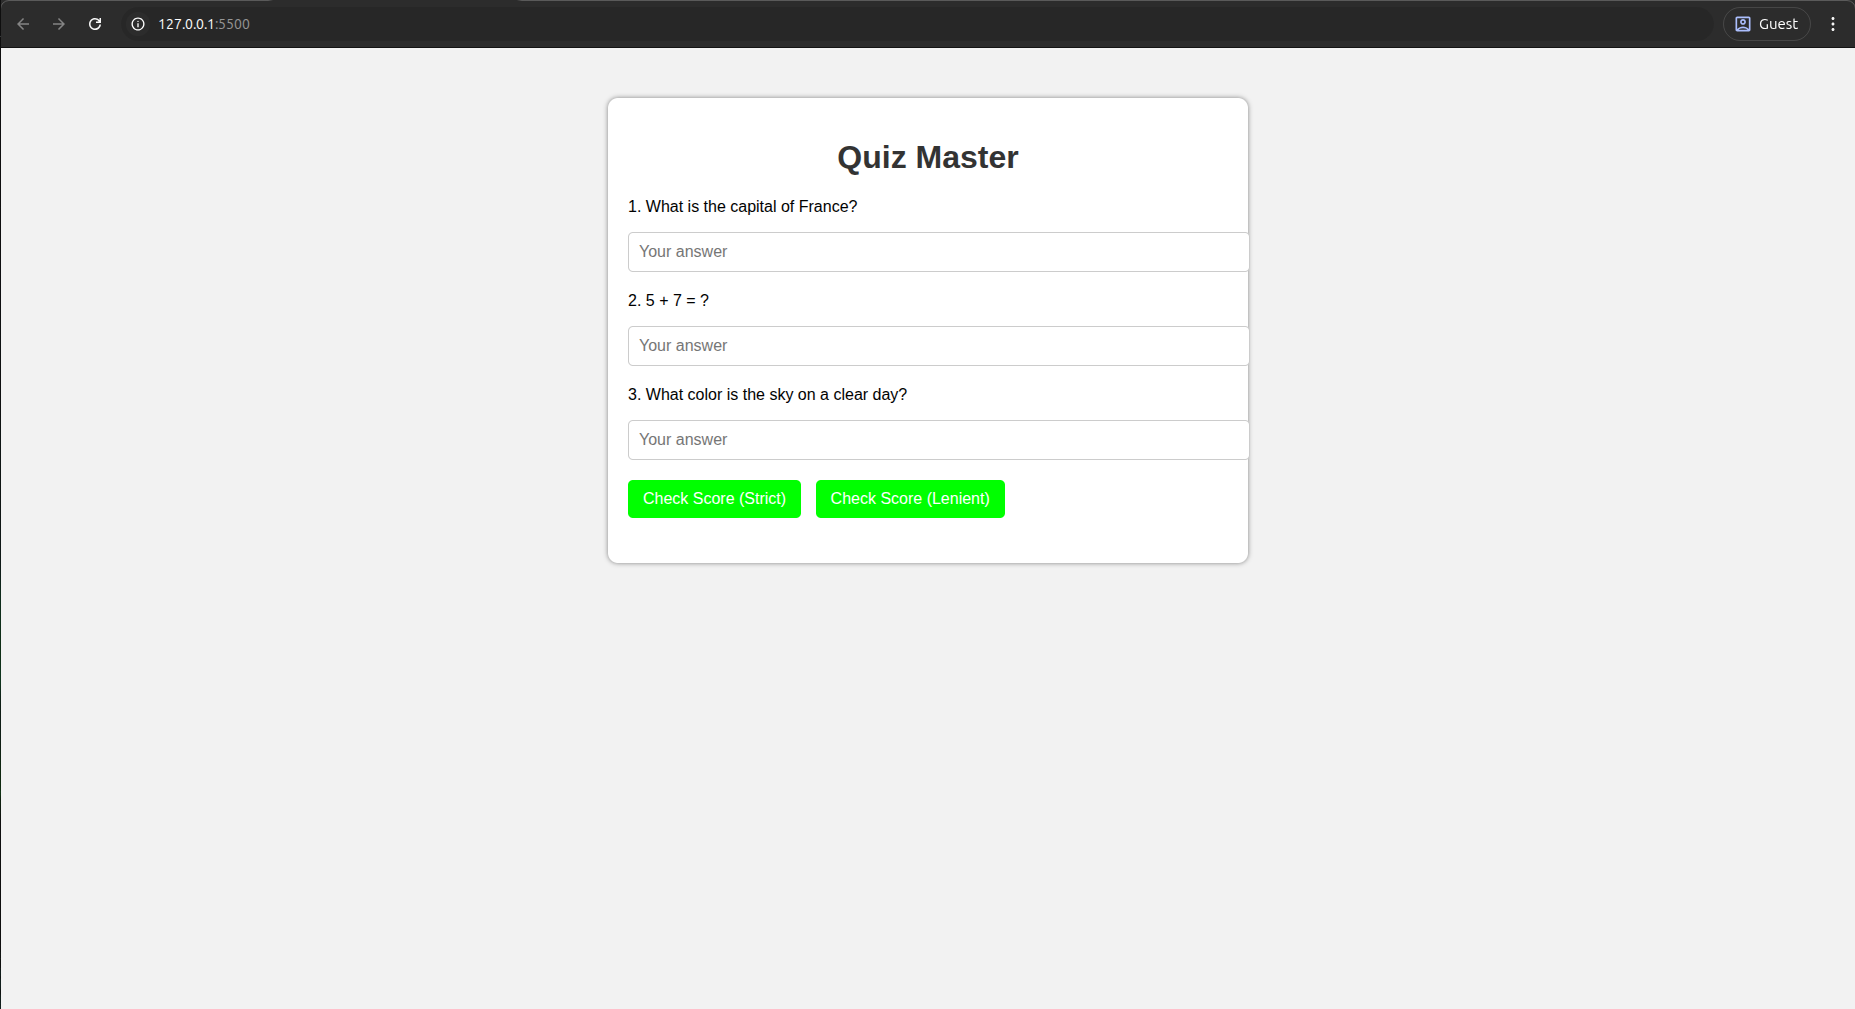 127.0.0.1:5500
Guest
Quiz Master
1. What is the capital of France?
Your answer
2. 5 + 7 = ?
Your answer
3. What color is the sky on a clear day?
Your answer
Check Score (Strict) Check Score (Lenient)